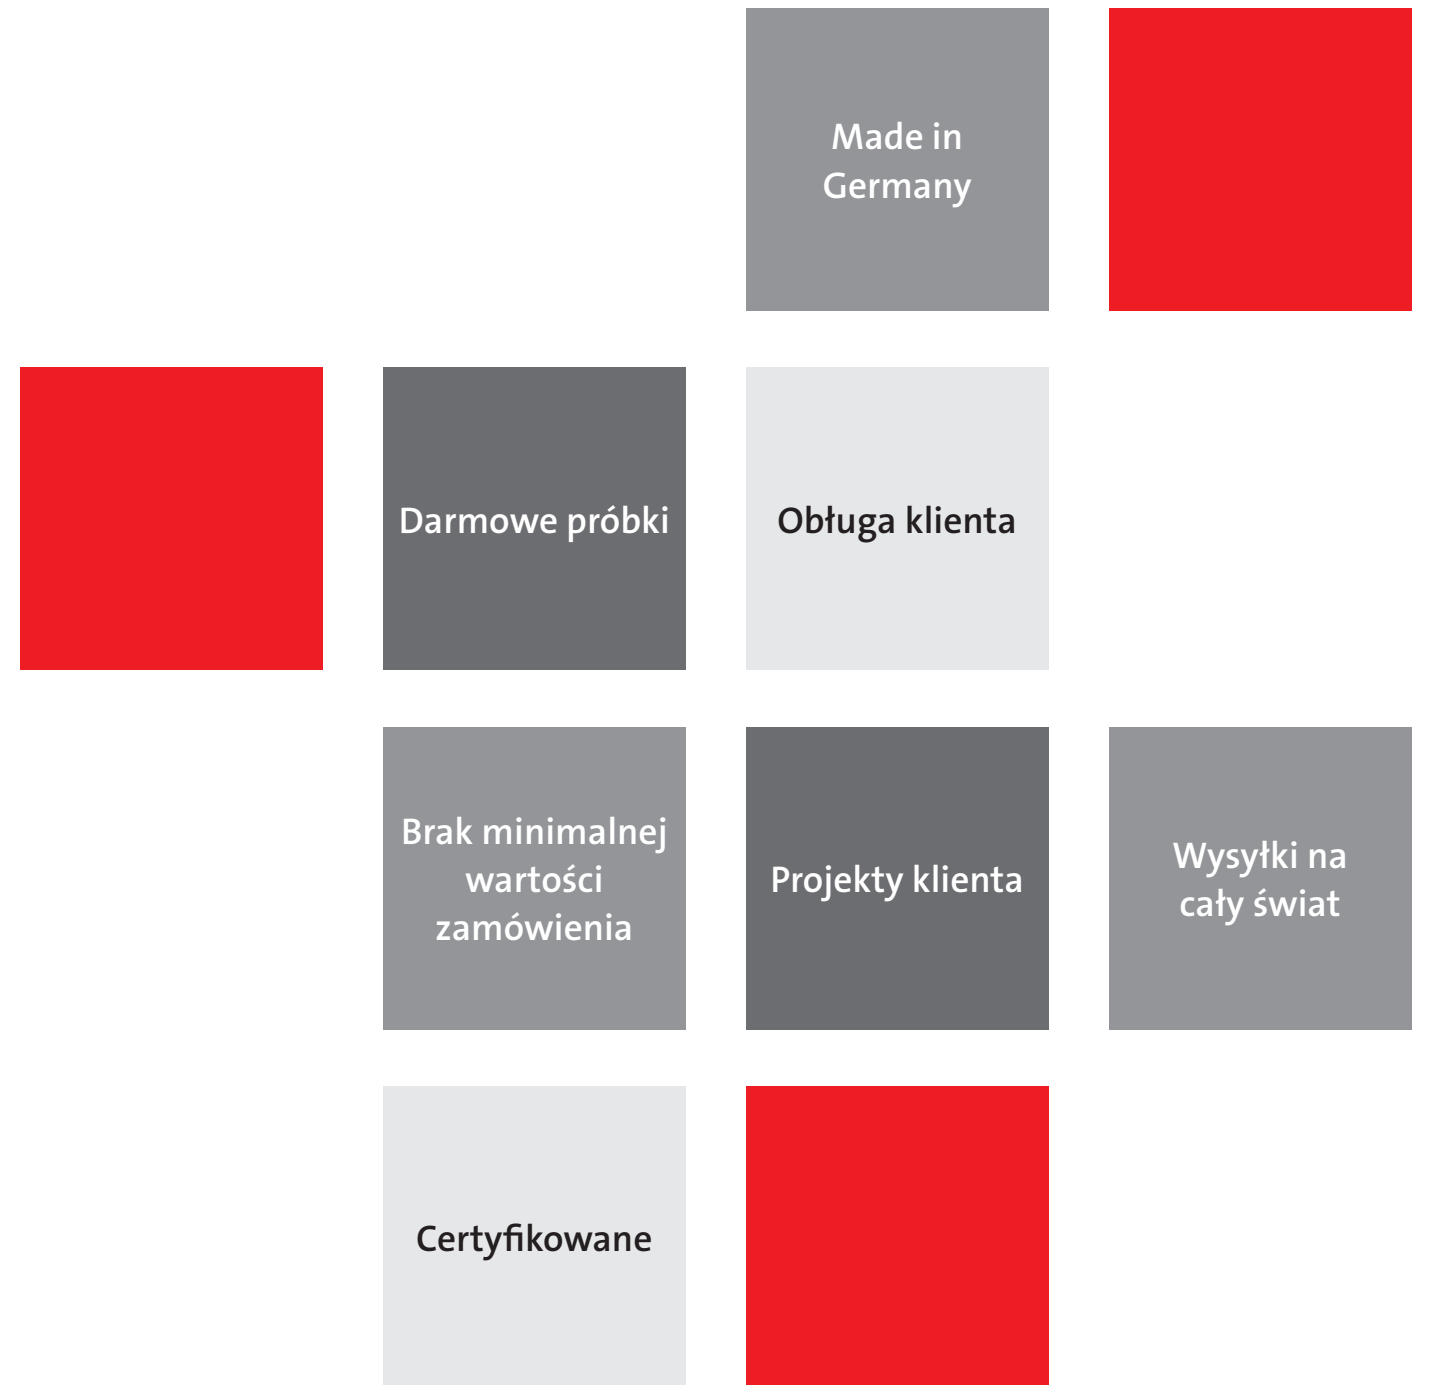 Made in
Germany
Darmowe próbki
Obługa klienta
Brak minimalnej
wartości
zamówienia
Projekty klienta
Wysyłki na
cały świat
Certyfikowane